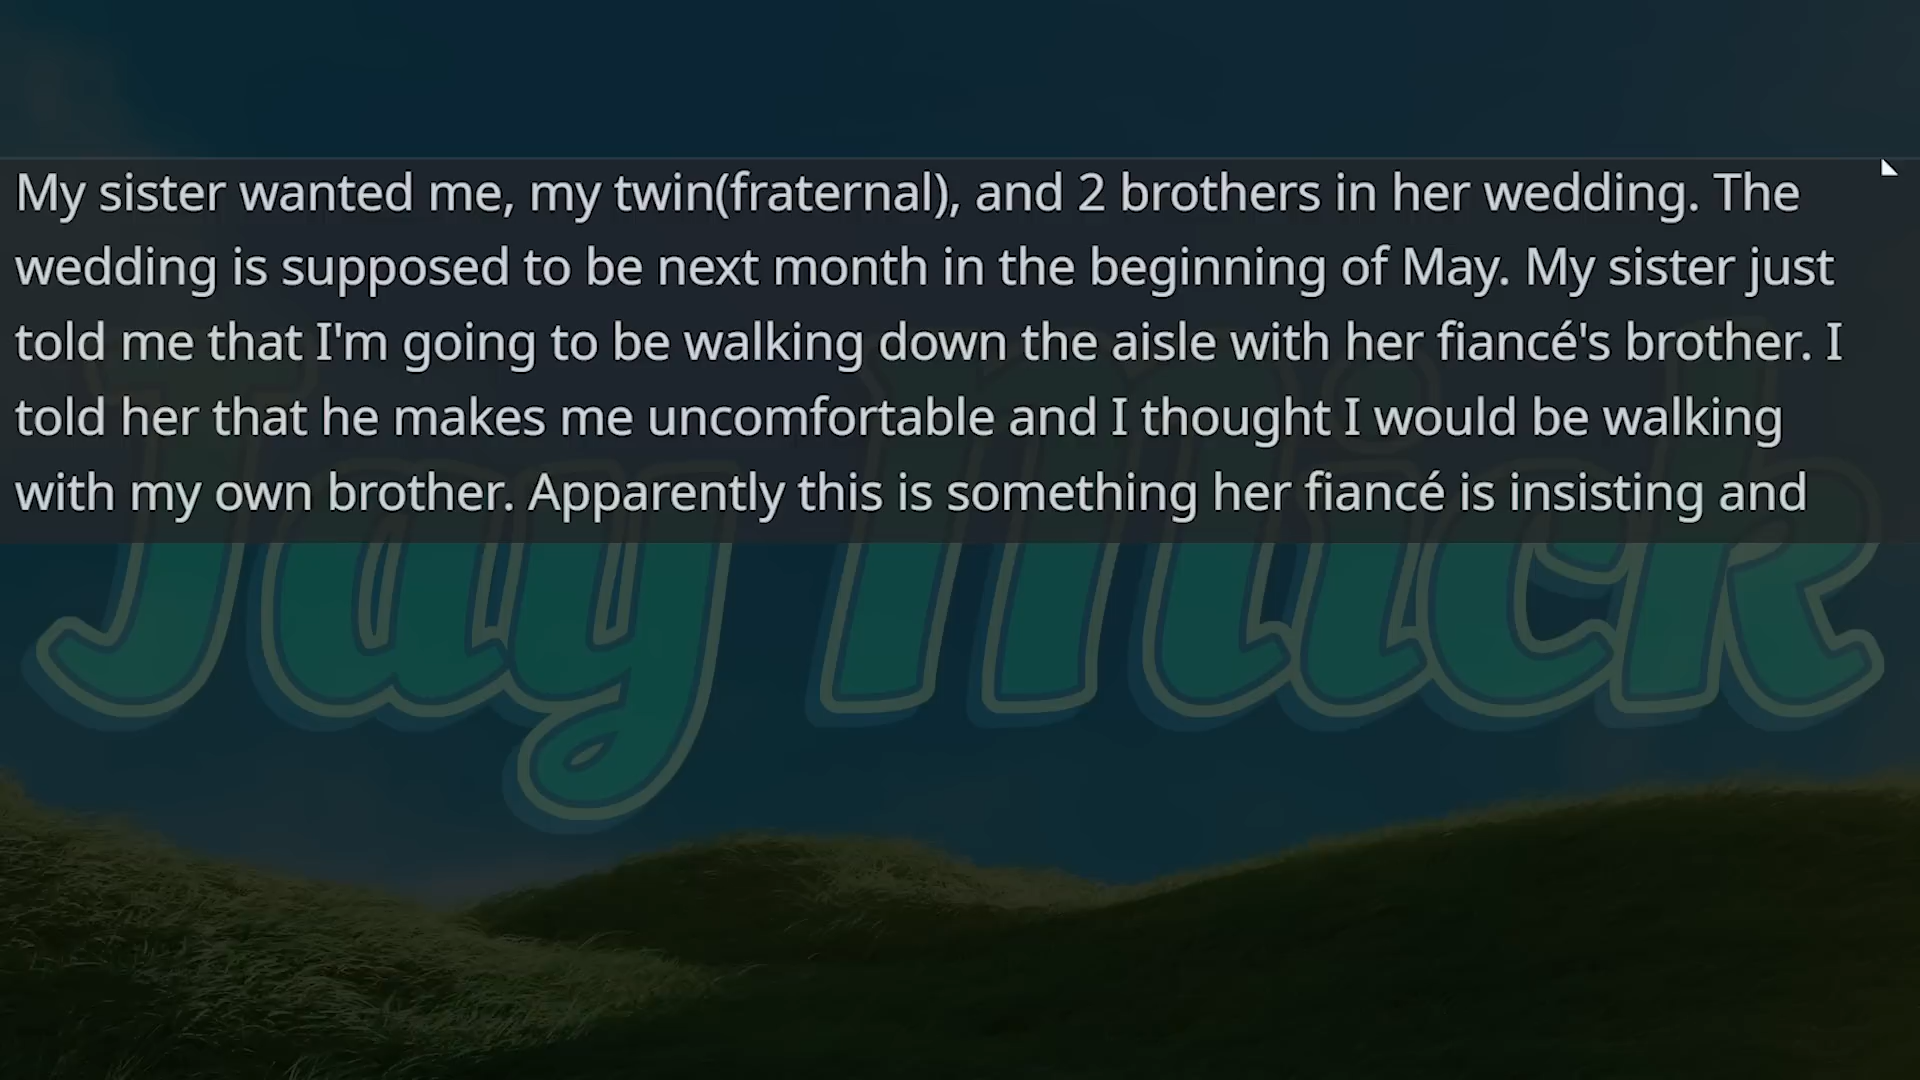 My sister wanted me, my twin(fraternal), and 2 brothers in her wedding. The
wedding is supposed to be next month in the beginning of May. My sister just
told me that I'm going to be walking down the aisle with her fiancé's brother. I
told her that he makes me uncomfortable and I thought I would be walking
with my own brother. Apparently this is something her fiancé is insisting and
Jay Mick